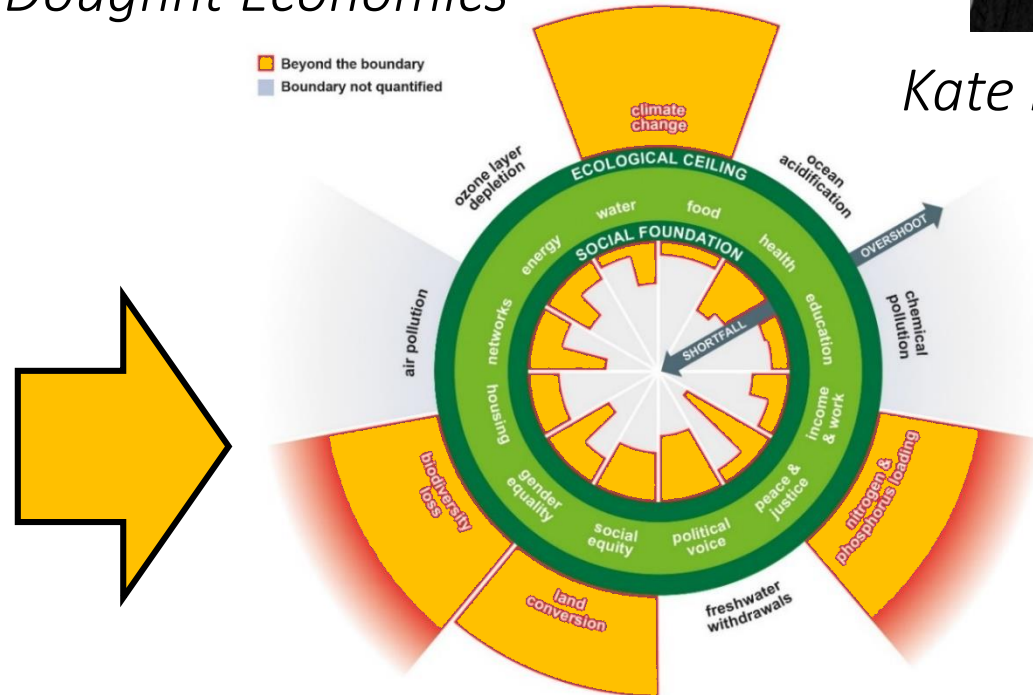 Doughnt Economics
Beyond the boundary
Boundary not quantified
Kate
climate
change
ozone layer
depletion
ECOLOGICAL CEILING
ocean
acidification
water
food
SOCIAL FOUNDATION
energy
health
OVERSHOOT
air pollution
networks
SHORTFALL
education
chemical
pollution
housing
income
& work
biodiversity
loss
gender
equality
peace &
justice
nitrogen &
phosphorus loading
social
equity
political
voice
land
conversion
freshwater
withdrawals